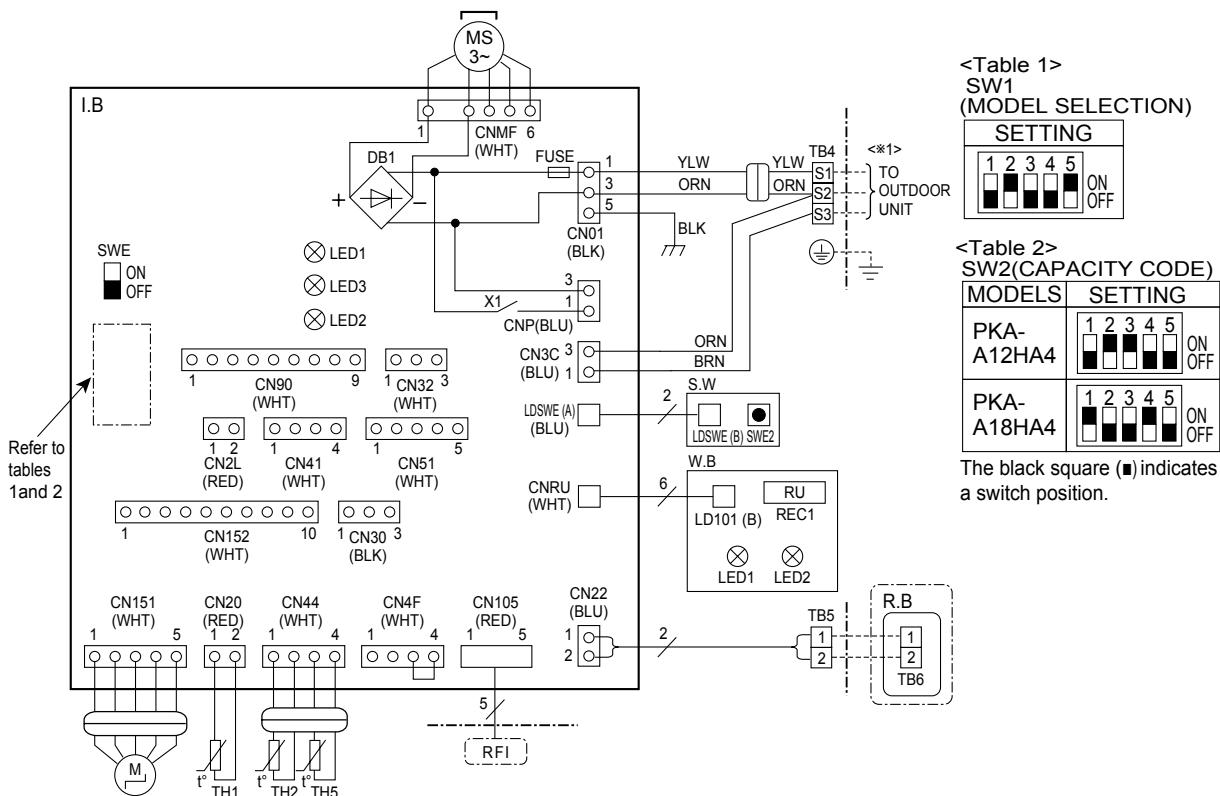 MS
3~
I.B
1 CNMF 6
(WHT)
DB1
+ −
FUSE
1
3
5
CN01
(BLK)
YLW
ORN
BLK
YLW
ORN
TB4
S1
S2
S3
<※1>
TO
OUTDOOR
UNIT
SWE
ON
OFF
LED1
LED3
LED2
X1
3
1
CNP(BLU)
CN3C 3
(BLU) 1
ORN
BRN
1 9
CN90
(WHT)
1 3
CN32
(WHT)
LDSWE (A)
(BLU)
2
S.W
LDSWE (B) SWE2
Refer to
tables
1and 2
1 2
CN2L
(RED)
1 4
CN41
(WHT)
1 5
CN51
(WHT)
CNRU
(WHT)
6
W.B
LD101 (B)
RU
REC1
LED1 LED2
1 10
CN152
(WHT)
1 3
CN30
(BLK)
CN151
(WHT)
1 5
CN20
(RED)
1 2
CN44
(WHT)
1 4
CN4F
(WHT)
1 4
CN105
(RED)
1 5
CN22
(BLU)
1
2
2
TB5
1
2
R.B
1
2
TB6
5
RFI
M
t° TH1
t° TH2
t° TH5
<Table 1>
SW1
(MODEL SELECTION)
SETTING
1 2 3 4 5
ON
OFF
<Table 2>
SW2(CAPACITY CODE)
MODELS SETTING
PKA-
A12HA4
1 2 3 4 5
ON
OFF
PKA-
A18HA4
1 2 3 4 5
ON
OFF
The black square (■) indicates
a switch position.